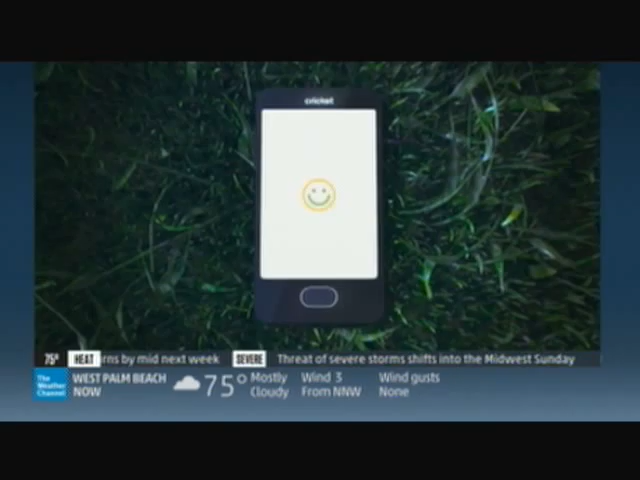 cricket
75° HEAT rns by mid next week SEVERE Threat of severe storms shifts into the Midwest Sunday
The Weather Channel
WEST PALM BEACH NOW
75°
Mostly Cloudy
Wind 3 From NNW
Wind gusts None